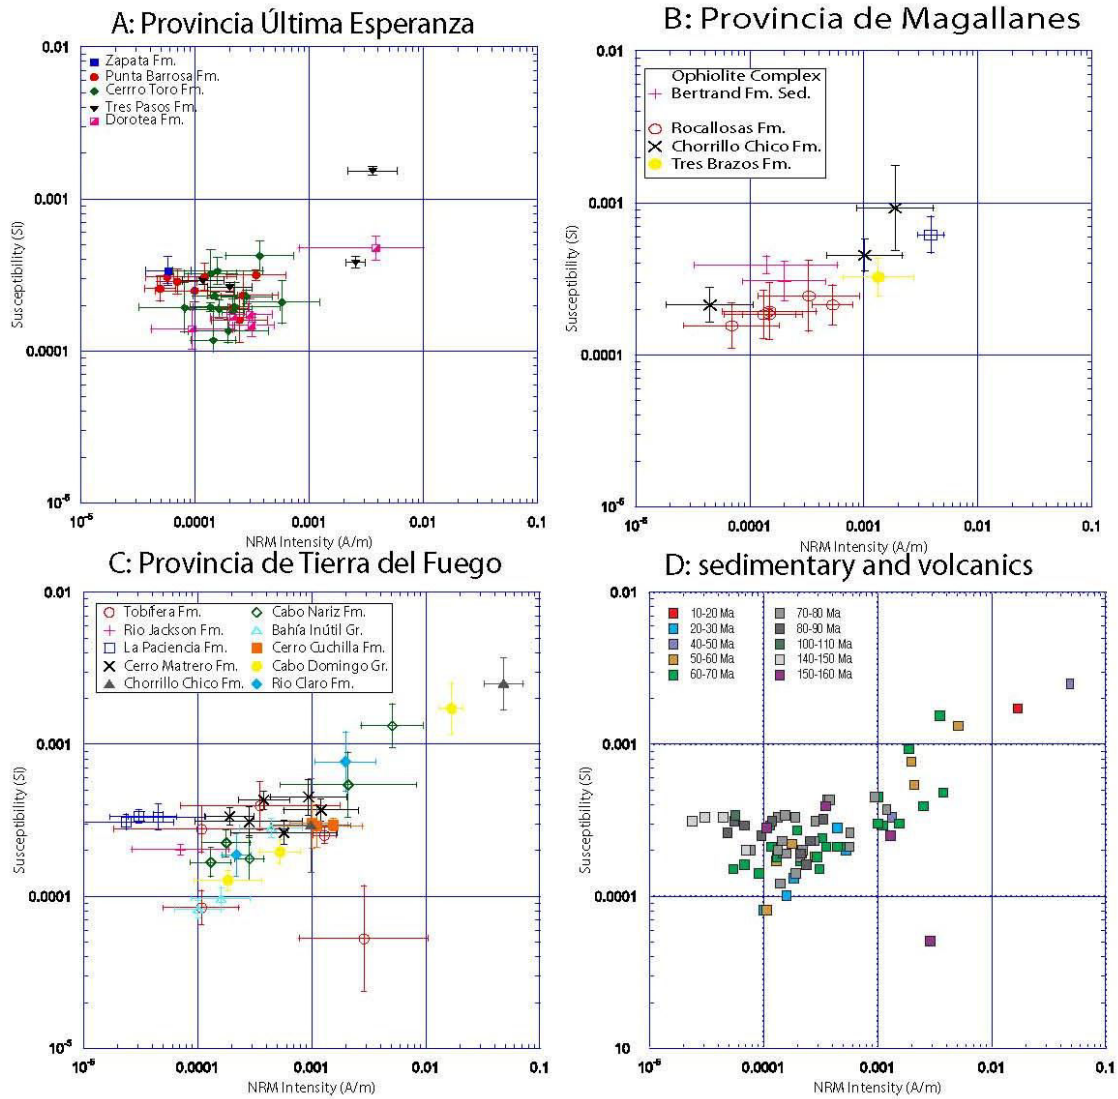 A: Provincia Última Esperanza
0.01
Zapata Fm.
Punta Barrosa Fm.
Cerrro Toro Fm.
Tres Pasos Fm.
Dorotea Fm.
0.001
Susceptibility (SI)
0.0001
10-5
10-5 0.0001 0.001 0.01 0.1
NRM Intensity (A/m)
B: Provincia de Magallanes
0.01
Ophiolite Complex
Bertrand Fm. Sed.
Rocallosas Fm.
Chorrillo Chico Fm.
Tres Brazos Fm.
0.001
Susceptibility (SI)
0.0001
10-5
10-5 0.0001 0.001 0.01 0.1
NRM Intensity (A/m)
C: Provincia de Tierra del Fuego
0.01
Tobifera Fm. Cabo Nariz Fm.
Rio Jackson Fm. Bahía Inútil Gr.
La Paciencia Fm. Cerro Cuchilla Fm.
Cerro Matrero Fm. Cabo Domingo Gr.
Chorrillo Chico Fm. Rio Claro Fm.
0.001
Susceptibility (SI)
0.0001
10-5
10-5 0.0001 0.001 0.01 0.1
NRM Intensity (A/m)
D: sedimentary and volcanics
0.01
10-20 Ma 70-80 Ma
20-30 Ma 80-90 Ma
40-50 Ma 100-110 Ma
50-60 Ma 140-150 Ma
60-70 Ma 150-160 Ma
0.001
Susceptibility (SI)
0.0001
10
10-5 0.0001 0.001 0.01 0.1
NRM Intensity (A/m)